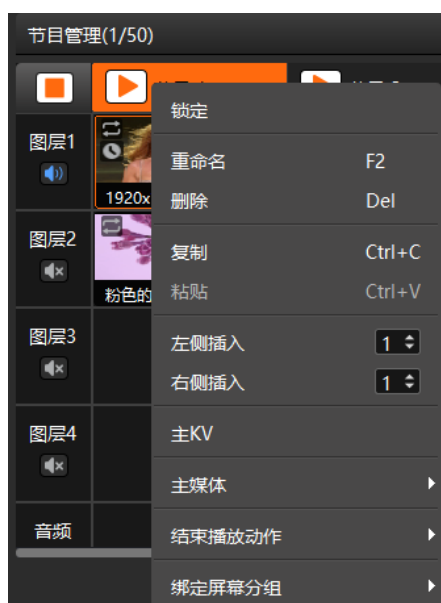 节目管理(1/50)
锁定
图层1
重命名 F2
1920x
删除 Del
图层2
复制 Ctrl+C
粉色的
粘贴 Ctrl+V
图层3
左侧插入 1
右侧插入 1
图层4
主KV
主媒体
音频
结束播放动作
绑定屏幕分组